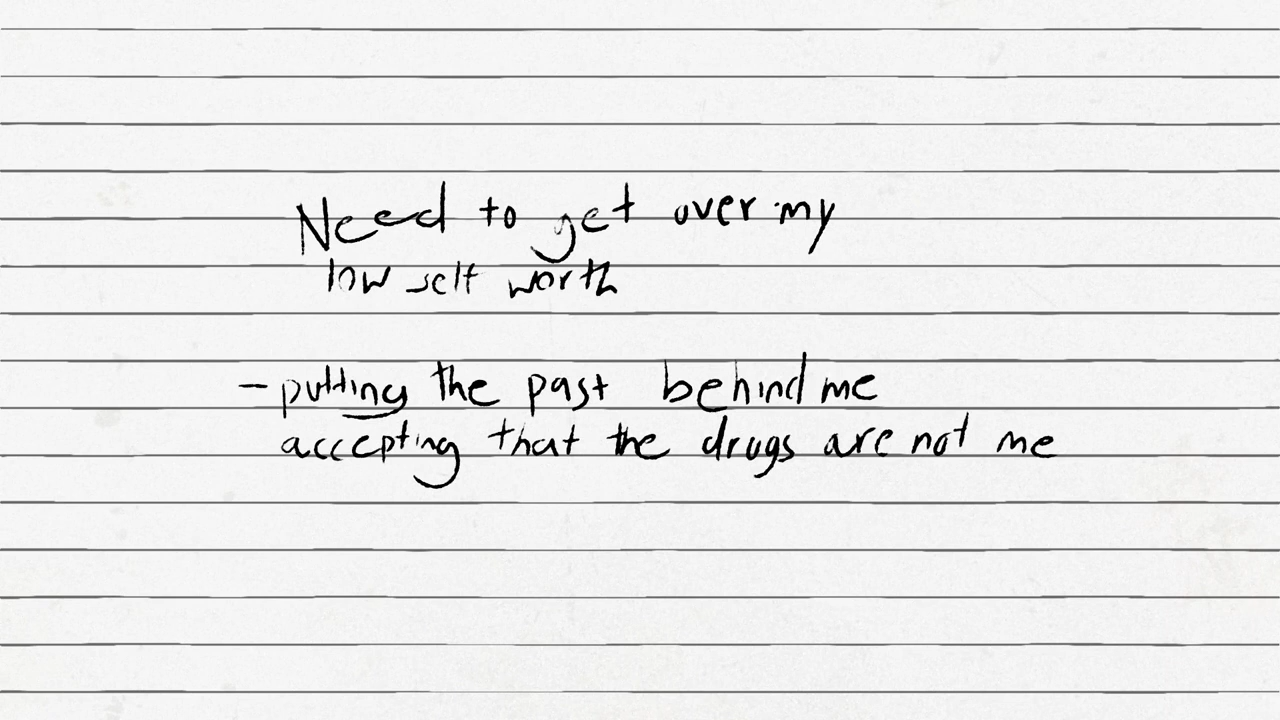 Need to get over my
low self worth
- putting the past behind me
accepting that the drugs are not me